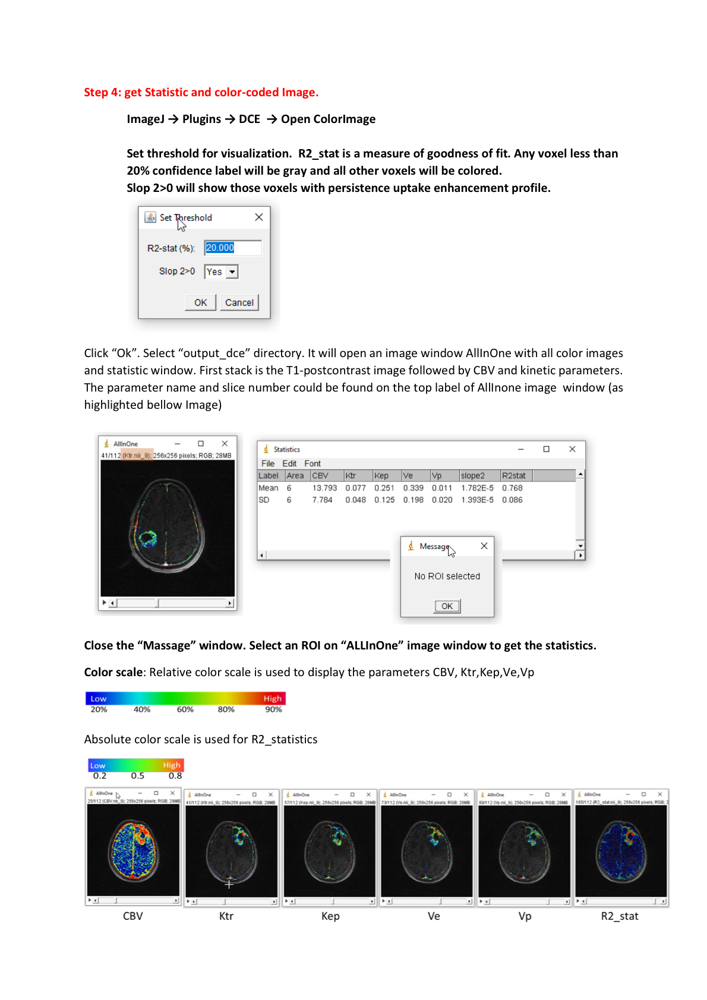 Step 4: get Statistic and color-coded Image.
ImageJ → Plugins → DCE → Open ColorImage
Set threshold for visualization. R2_stat is a measure of goodness of fit. Any voxel less than
20% confidence label will be gray and all other voxels will be colored.
Slop 2>0 will show those voxels with persistence uptake enhancement profile.
Set Threshold
R2-stat (%): 20.000
Slop 2>0 Yes
OK Cancel
Click “Ok”. Select “output_dce” directory. It will open an image window AllInOne with all color images
and statistic window. First stack is the T1-postcontrast image followed by CBV and kinetic parameters.
The parameter name and slice number could be found on the top label of AllInone image window (as
highlighted bellow Image)
AllInOne
41/112 (Ktr.nii_9); 256x256 pixels; RGB; 28MB
Statistics
File Edit Font
Label Area CBV Ktr Kep Ve Vp slope2 R2stat
Mean 6 13.793 0.077 0.251 0.339 0.011 1.782E-5 0.768
SD 6 7.784 0.048 0.125 0.198 0.020 1.393E-5 0.086
Message
No ROI selected
OK
Close the “Massage” window. Select an ROI on “ALLInOne” image window to get the statistics.
Color scale: Relative color scale is used to display the parameters CBV, Ktr,Kep,Ve,Vp
Low High
20% 40% 60% 80% 90%
Absolute color scale is used for R2_statistics
Low High
0.2 0.5 0.8
AllInOne AllInOne AllInOne AllInOne AllInOne AllInOne
25/112 (CBV.nii_9); 256x256 pixels; RGB; 28MB 41/112 (Ktr.nii_9); 256x256 pixels; RGB; 28MB 57/112 (Kep.nii_9); 256x256 pixels; RGB; 28MB 73/112 (Ve.nii_9); 256x256 pixels; RGB; 28MB 89/112 (Vp.nii_9); 256x256 pixels; RGB; 28MB 105/112 (R2_stat.nii_9); 256x256 pixels; RGB; 2
CBV Ktr Kep Ve Vp R2_stat